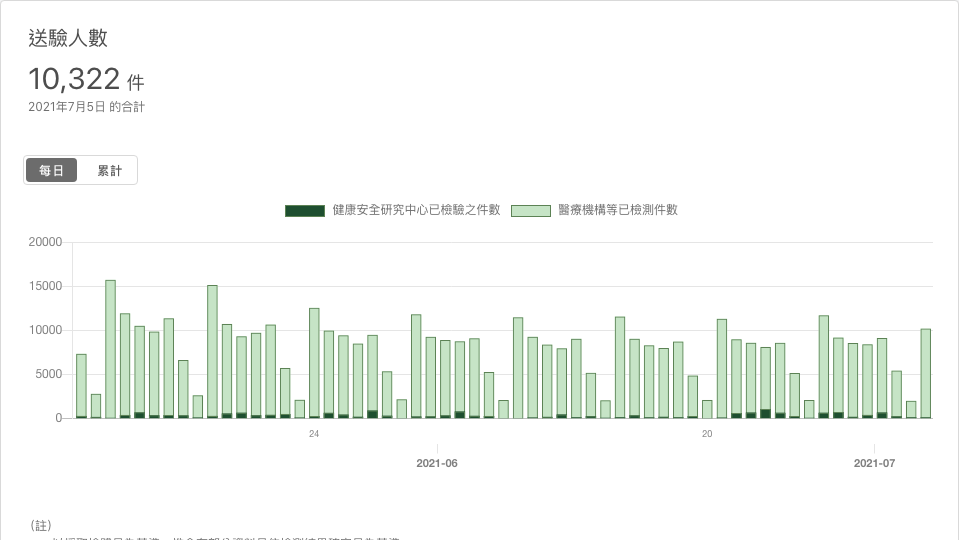 送驗人數
10,322 件
2021年7月5日 的合計
每日 累計
健康安全研究中心已檢驗之件數 醫療機構等已檢測件數
20000
15000
10000
5000
0
24 20
2021-06 2021-07
(註)